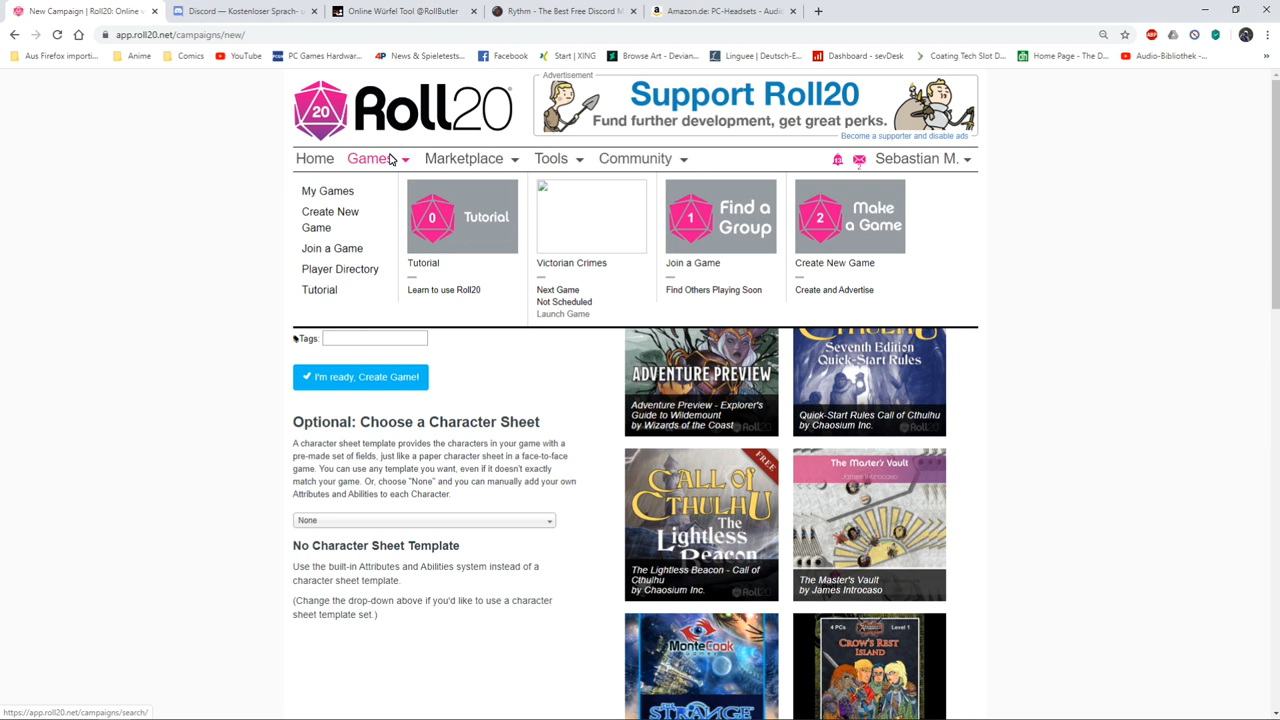 New Campaign | Roll20: Online v
Discord — Kostenloser Sprach- u
Online Würfel Tool @RollButler
Rythm - The Best Free Discord M
Amazon.de: PC-Headsets - Audio
app.roll20.net/campaigns/new/
Aus Firefox importi...
Anime
Comics
YouTube
PC Games Hardwar...
4P News & Spieletests...
Facebook
Start | XING
Browse Art - Devian...
Linguee | Deutsch-E...
Dashboard - sevDesk
Coating Tech Slot D...
Home Page - The D...
Audio-Bibliothek -...
ABP
Advertisement
20 Roll20
Support Roll20
Fund further development, get great perks.
Become a supporter and disable ads
Home Games Marketplace Tools Community Sebastian M.
My Games
Create New
Game
Join a Game
Player Directory
Tutorial
0 Tutorial
Tutorial
Learn to use Roll20
Victorian Crimes
Next Game
Not Scheduled
Launch Game
1 Find a
Group
Join a Game
Find Others Playing Soon
2 Make
a Game
Create New Game
Create and Advertise
Tags:
I'm ready, Create Game!
Optional: Choose a Character Sheet
A character sheet template provides the characters in your game with a
pre-made set of fields, just like a paper character sheet in a face-to-face
game. You can use any template you want, even if it doesn't exactly
match your game. Or, choose "None" and you can manually add your own
Attributes and Abilities to each Character.
None
No Character Sheet Template
Use the built-in Attributes and Abilities system instead of a
character sheet template.
(Change the drop-down above if you'd like to use a character
sheet template set.)
ADVENTURE PREVIEW
Adventure Preview - Explorer's
Guide to Wildemount
by Wizards of the Coast
Roll20
CTHULHU
Seventh Edition
Quick-Start Rules
Quick-Start Rules Call of Cthulhu
by Chaosium Inc.
Roll20
FREE
CALL OF
CTHULHU
The
Lightless
Beacon
The Lightless Beacon - Call of
Cthulhu
by Chaosium Inc.
Roll20
The Master's Vault
James Introcaso
The Master's Vault
by James Introcaso
MONTECOOK
GAMES
THE
STRANGE
4 PCs
Level 1
CROW'S REST
ISLAND
https://app.roll20.net/campaigns/search/